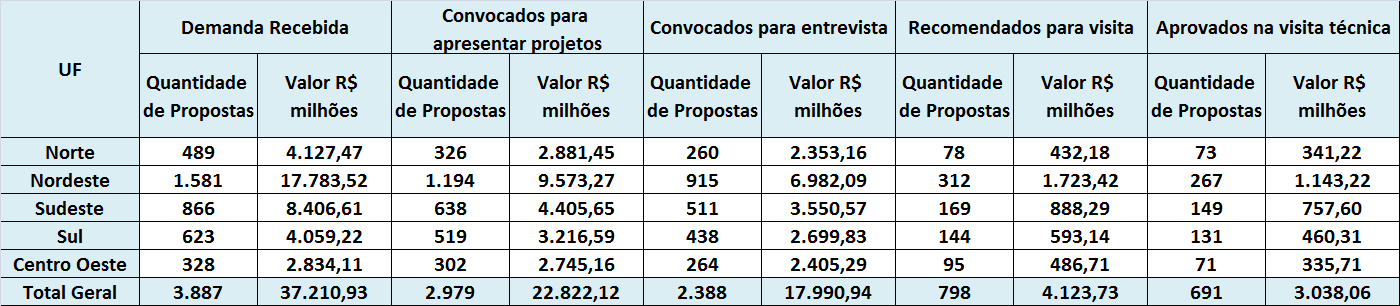 UF Demanda Recebida Convocados para apresentar projetos Convocados para entrevista Recomendados para visita Aprovados na visita técnica
Quantidade de Propostas Valor R$ milhões Quantidade de Propostas Valor R$ milhões Quantidade de Propostas Valor R$ milhões Quantidade de Propostas Valor R$ milhões Quantidade de Propostas Valor R$ milhões
Norte 489 4.127,47 326 2.881,45 260 2.353,16 78 432,18 73 341,22
Nordeste 1.581 17.783,52 1.194 9.573,27 915 6.982,09 312 1.723,42 267 1.143,22
Sudeste 866 8.406,61 638 4.405,65 511 3.550,57 169 888,29 149 757,60
Sul 623 4.059,22 519 3.216,59 438 2.699,83 144 593,14 131 460,31
Centro Oeste 328 2.834,11 302 2.745,16 264 2.405,29 95 486,71 71 335,71
Total Geral 3.887 37.210,93 2.979 22.822,12 2.388 17.990,94 798 4.123,73 691 3.038,06